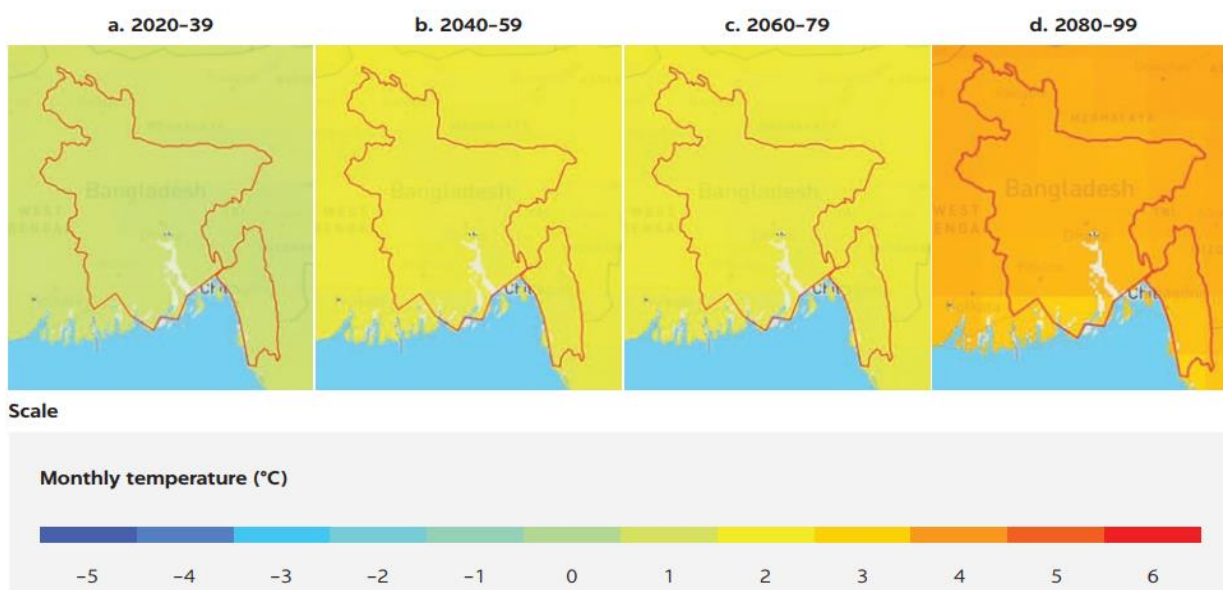 a. 2020–39
b. 2040–59
c. 2060–79
d. 2080–99
Bangladesh
Bangladesh
Bangladesh
Bangladesh
WEST
Scale
Monthly temperature (°C)
–5 –4 –3 –2 –1 0 1 2 3 4 5 6